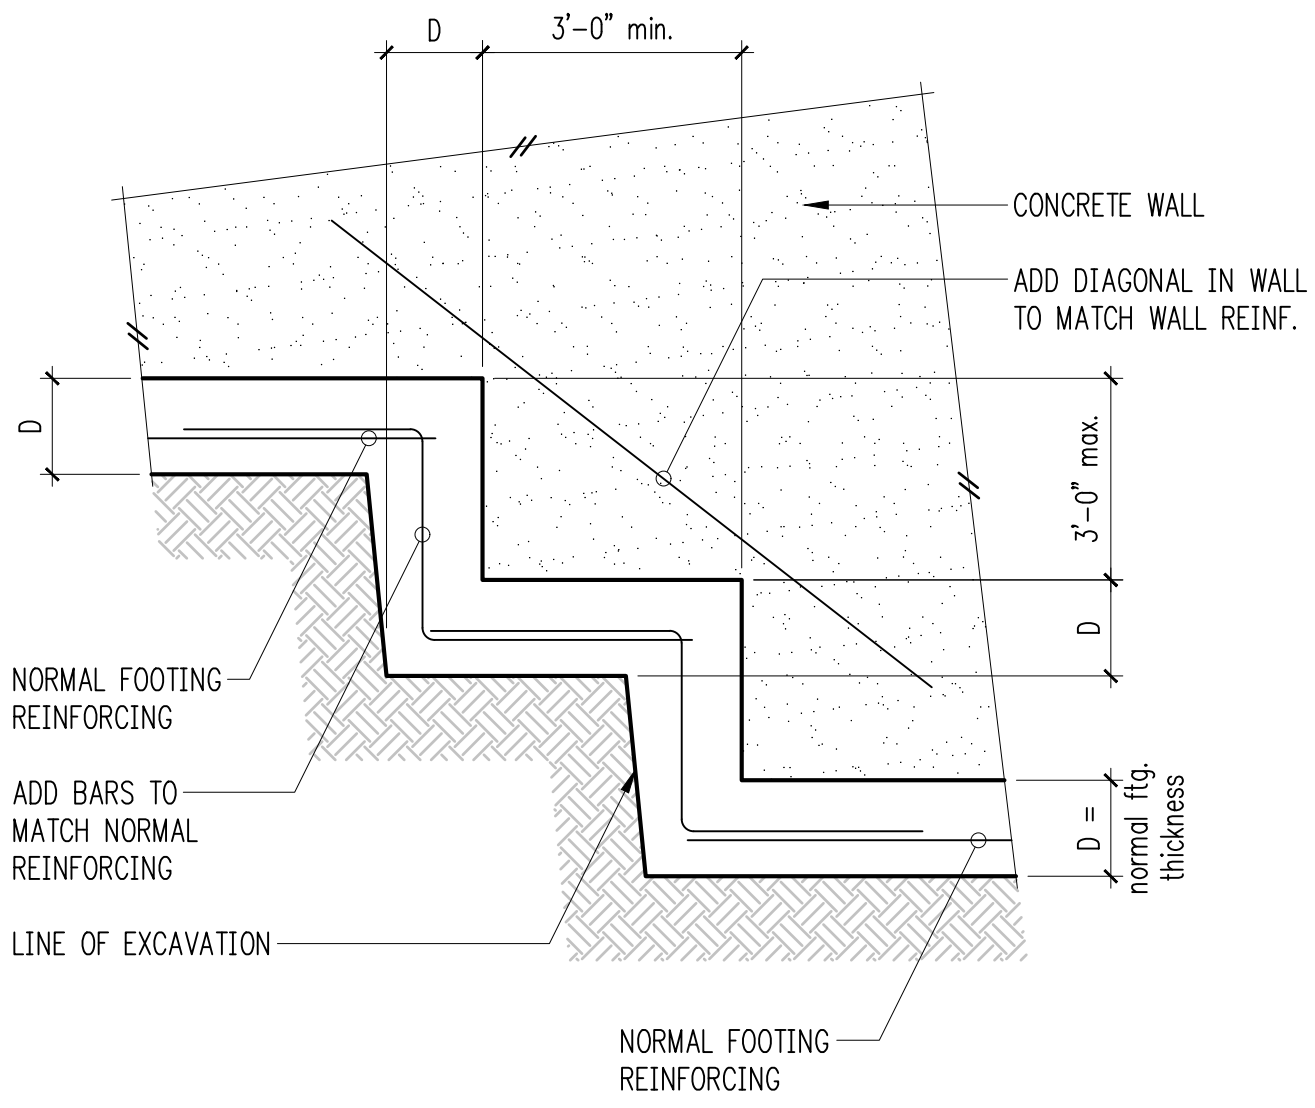 D
3'-0" min.
CONCRETE WALL
ADD DIAGONAL IN WALL
TO MATCH WALL REINF.
D
3'-0" max.
D
NORMAL FOOTING
REINFORCING
ADD BARS TO
MATCH NORMAL
REINFORCING
D =
normal ftg.
thickness
LINE OF EXCAVATION
NORMAL FOOTING
REINFORCING